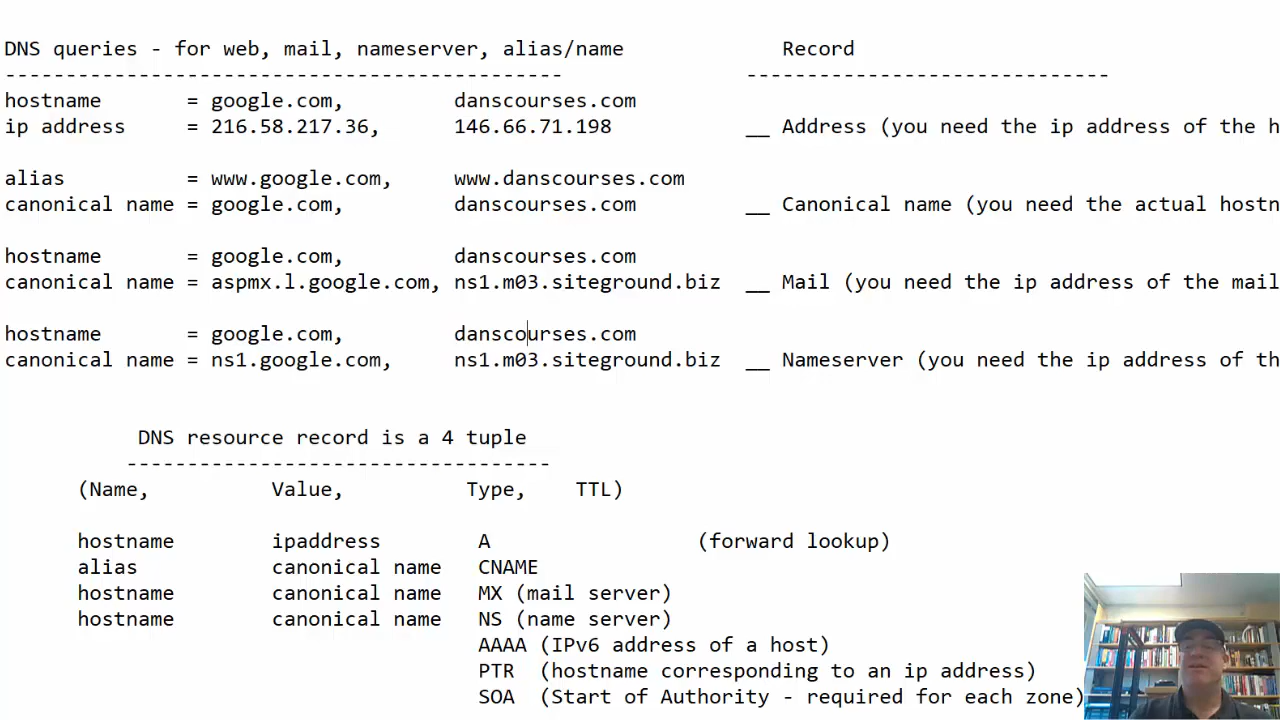 DNS queries - for web, mail, nameserver, alias/name Record
--------------------------------------------- ------------------------------
hostname = google.com, danscourses.com
ip address = 216.58.217.36, 146.66.71.198 __ Address (you need the ip address of the h
alias = www.google.com, www.danscourses.com
canonical name = google.com, danscourses.com __ Canonical name (you need the actual hostn
hostname = google.com, danscourses.com
canonical name = aspmx.l.google.com, ns1.m03.siteground.biz __ Mail (you need the ip address of the mail
hostname = google.com, danscourses.com
canonical name = ns1.google.com, ns1.m03.siteground.biz __ Nameserver (you need the ip address of th
DNS resource record is a 4 tuple
-----------------------------------
(Name, Value, Type, TTL)
hostname ipaddress A (forward lookup)
alias canonical name CNAME
hostname canonical name MX (mail server)
hostname canonical name NS (name server)
AAAA (IPv6 address of a host)
PTR (hostname corresponding to an ip address)
SOA (Start of Authority - required for each zone)